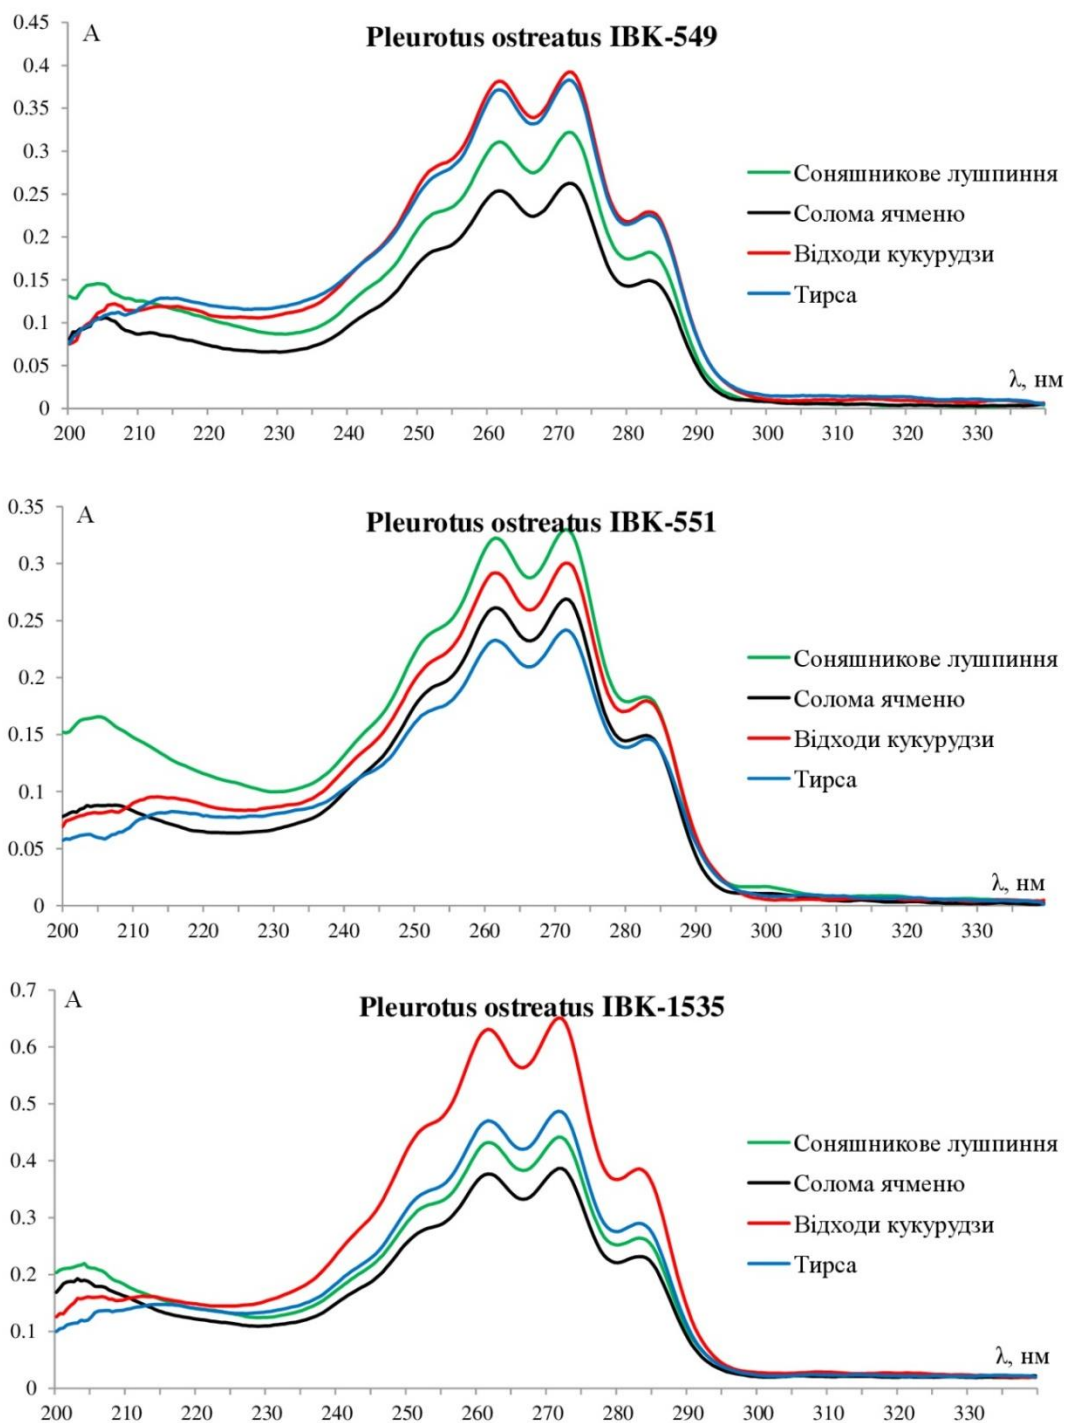 Pleurotus ostreatus IBK-549
A
0.45
0.4
0.35
0.3
0.25
0.2
0.15
0.1
0.05
0
Соняшникове лушпиння
Солома ячменю
Відходи кукурудзи
Тирса
λ, нм
200 210 220 230 240 250 260 270 280 290 300 310 320 330
Pleurotus ostreatus IBK-551
A
0.35
0.3
0.25
0.2
0.15
0.1
0.05
0
Соняшникове лушпиння
Солома ячменю
Відходи кукурудзи
Тирса
λ, нм
200 210 220 230 240 250 260 270 280 290 300 310 320 330
Pleurotus ostreatus IBK-1535
A
0.7
0.6
0.5
0.4
0.3
0.2
0.1
0
Соняшникове лушпиння
Солома ячменю
Відходи кукурудзи
Тирса
λ, нм
200 210 220 230 240 250 260 270 280 290 300 310 320 330